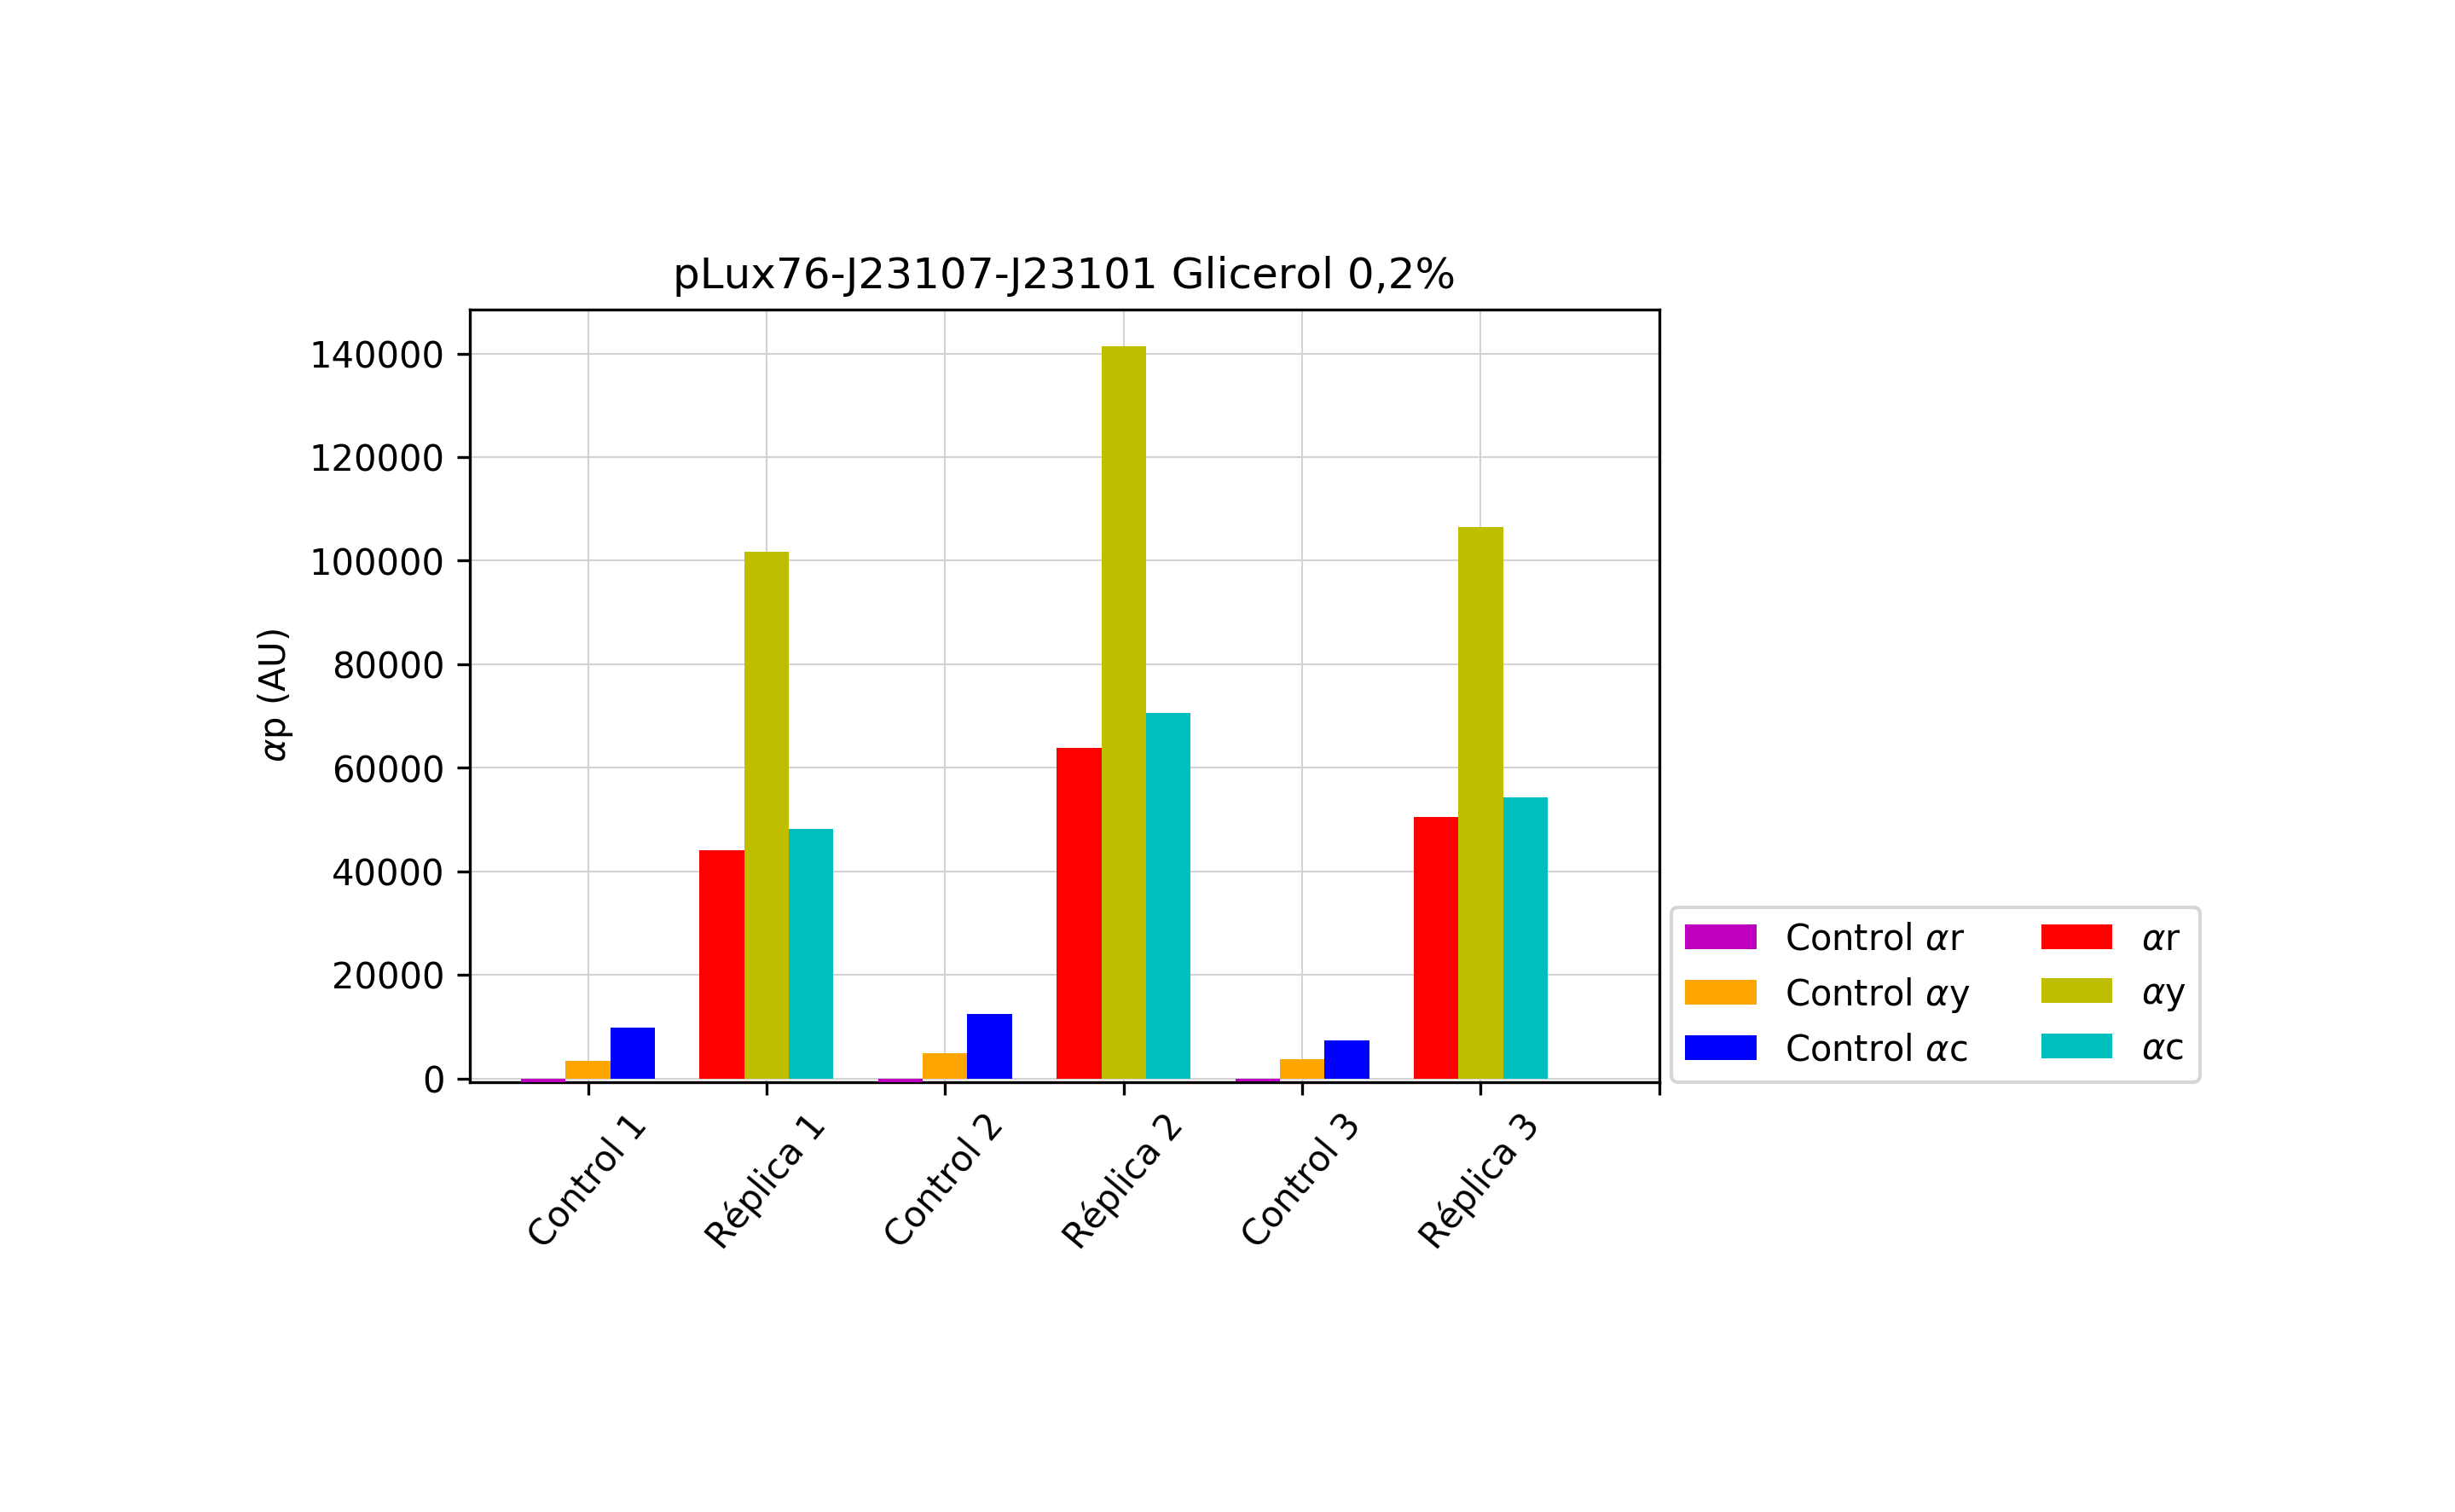 pLux76-J23107-J23101 Glicerol 0,2%
αp (AU)
140000
120000
100000
80000
60000
40000
20000
0
Control 1
Réplica 1
Control 2
Réplica 2
Control 3
Réplica 3
Control αr
Control αy
Control αc
αr
αy
αc